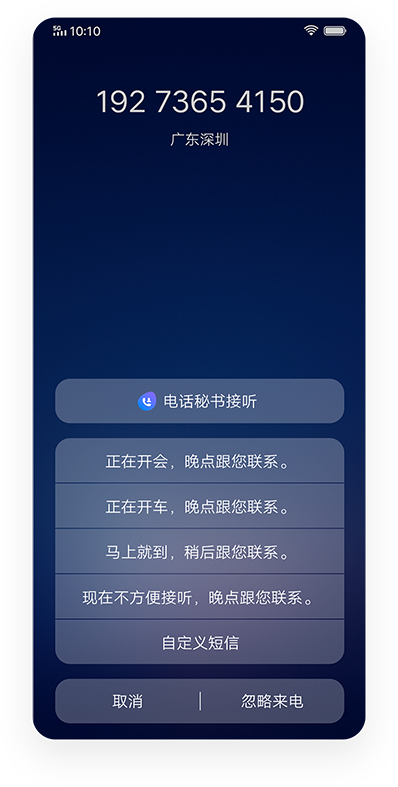 5G 10:10
192 7365 4150
广东深圳
电话秘书接听
正在开会，晚点跟您联系。
正在开车，晚点跟您联系。
马上就到，稍后跟您联系。
现在不方便接听，晚点跟您联系。
自定义短信
取消 忽略来电